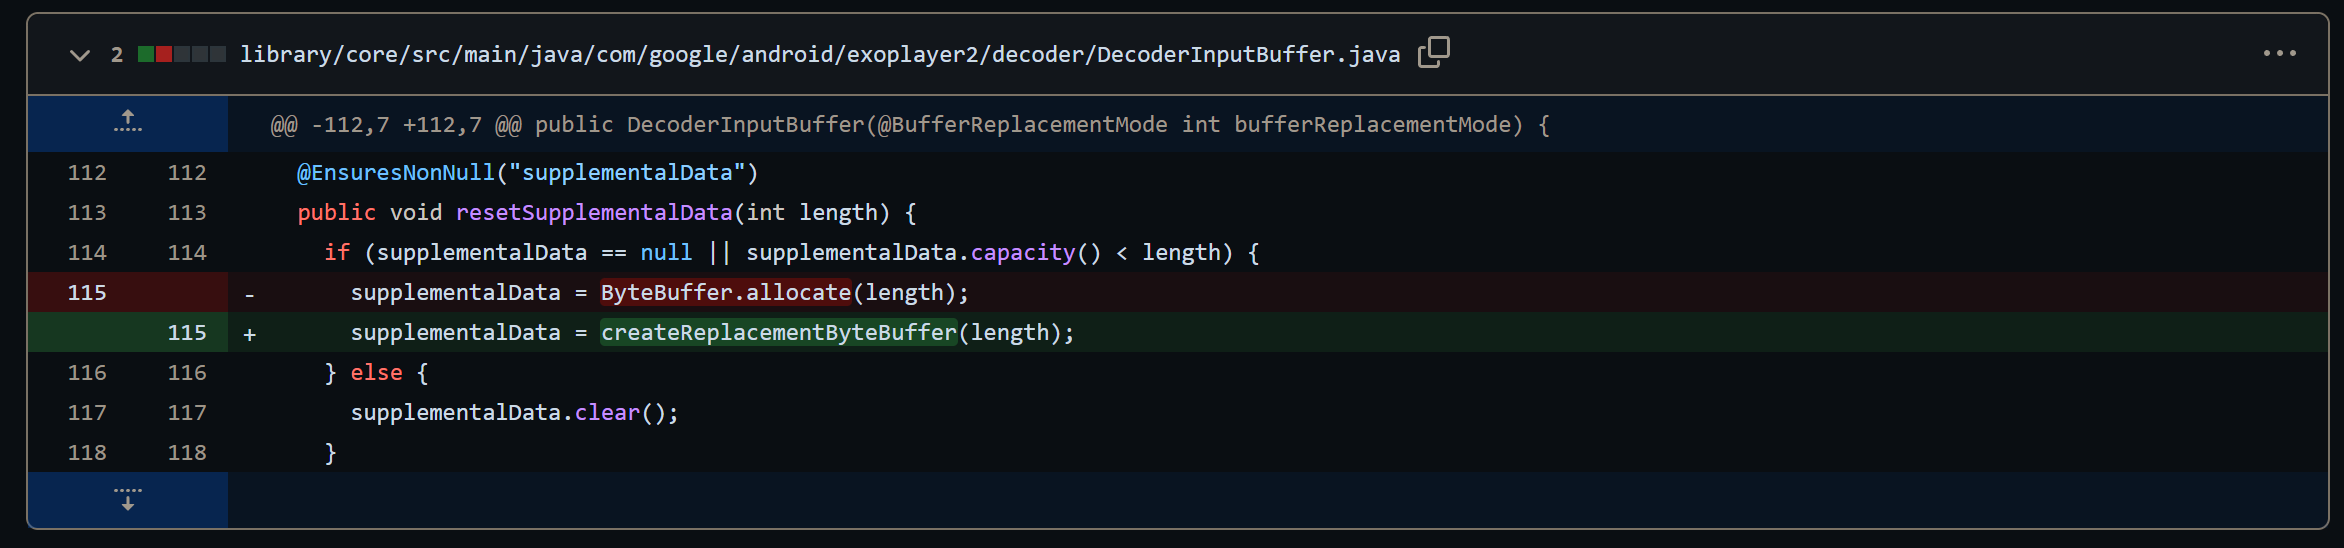 2 library/core/src/main/java/com/google/android/exoplayer2/decoder/DecoderInputBuffer.java
@@ -112,7 +112,7 @@ public DecoderInputBuffer(@BufferReplacementMode int bufferReplacementMode) {
112 112 @EnsuresNonNull("supplementalData")
113 113 public void resetSupplementalData(int length) {
114 114 if (supplementalData == null || supplementalData.capacity() < length) {
115 - supplementalData = ByteBuffer.allocate(length);
115 + supplementalData = createReplacementByteBuffer(length);
116 116 } else {
117 117 supplementalData.clear();
118 118 }